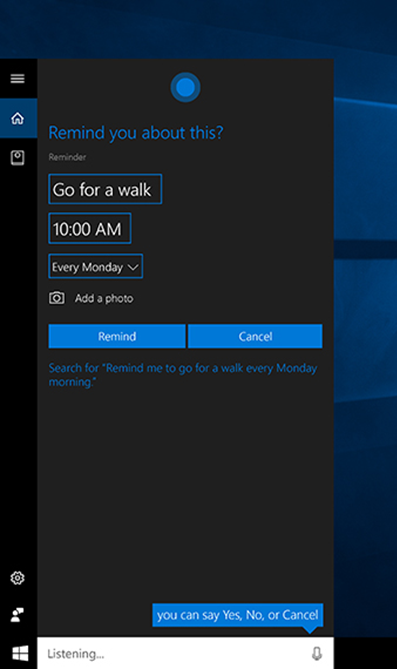 Remind you about this?
Reminder
Go for a walk
10:00 AM
Every Monday
Add a photo
Remind
Cancel
Search for "Remind me to go for a walk every Monday
morning."
you can say Yes, No, or Cancel
Listening...